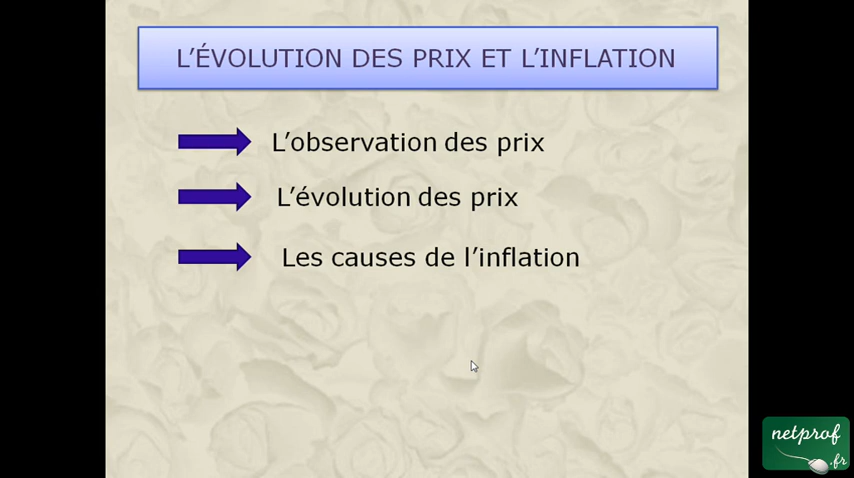 L'ÉVOLUTION DES PRIX ET L'INFLATION
L'observation des prix
L'évolution des prix
Les causes de l'inflation
netprof
.fr